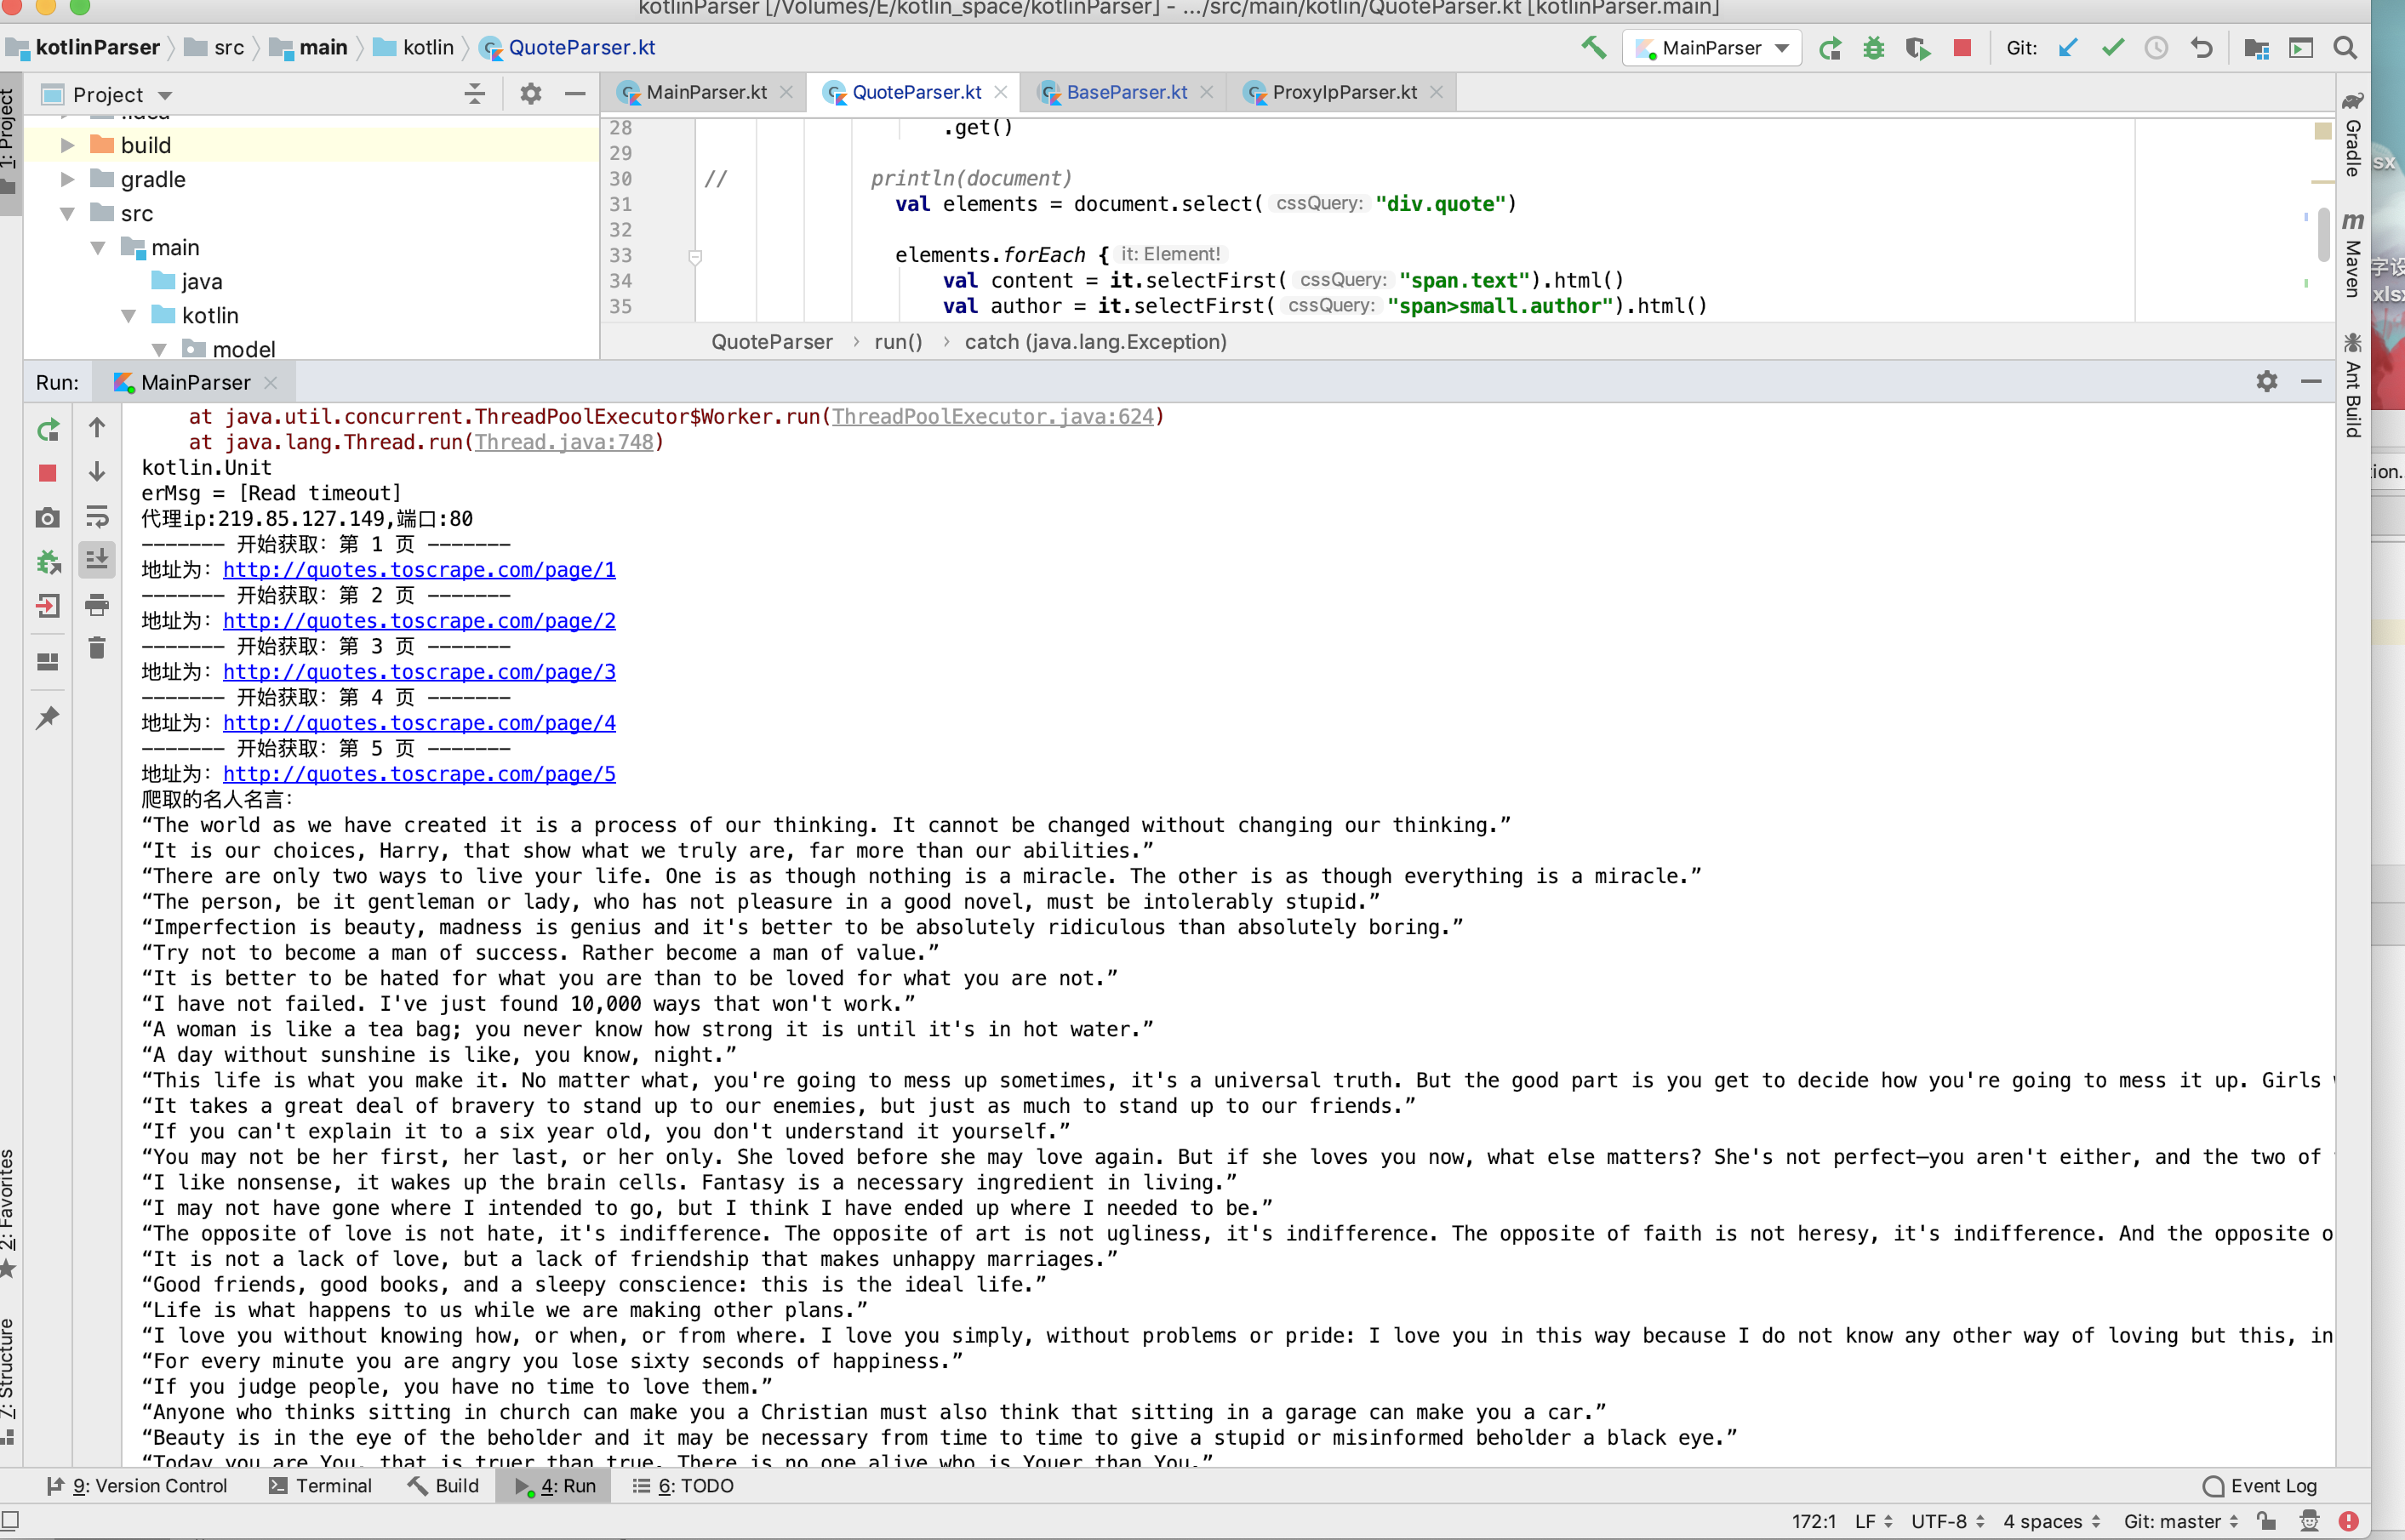 kotlinParser [/Volumes/E/kotlin_space/kotlinParser] - .../src/main/kotlin/QuoteParser.kt [kotlinParser.main]
kotlinParser src main kotlin QuoteParser.kt MainParser Git:
1: Project
Project
.idea
build
gradle
src
main
java
kotlin
model
MainParser.kt QuoteParser.kt BaseParser.kt ProxyIpParser.kt
28 .get()
29
30 // println(document)
31 val elements = document.select( cssQuery: "div.quote")
32
33 elements.forEach { it: Element!
34 val content = it.selectFirst( cssQuery: "span.text").html()
35 val author = it.selectFirst( cssQuery: "span>small.author").html()
QuoteParser › run() › catch (java.lang.Exception)
Gradle
Maven
Ant Build
sx
字设
xlsx
ion.
Run: MainParser
at java.util.concurrent.ThreadPoolExecutor$Worker.run(ThreadPoolExecutor.java:624)
at java.lang.Thread.run(Thread.java:748)
kotlin.Unit
erMsg = [Read timeout]
代理ip:219.85.127.149,端口:80
------- 开始获取：第 1 页 -------
地址为：http://quotes.toscrape.com/page/1
------- 开始获取：第 2 页 -------
地址为：http://quotes.toscrape.com/page/2
------- 开始获取：第 3 页 -------
地址为：http://quotes.toscrape.com/page/3
------- 开始获取：第 4 页 -------
地址为：http://quotes.toscrape.com/page/4
------- 开始获取：第 5 页 -------
地址为：http://quotes.toscrape.com/page/5
爬取的名人名言：
“The world as we have created it is a process of our thinking. It cannot be changed without changing our thinking.”
“It is our choices, Harry, that show what we truly are, far more than our abilities.”
“There are only two ways to live your life. One is as though nothing is a miracle. The other is as though everything is a miracle.”
“The person, be it gentleman or lady, who has not pleasure in a good novel, must be intolerably stupid.”
“Imperfection is beauty, madness is genius and it's better to be absolutely ridiculous than absolutely boring.”
“Try not to become a man of success. Rather become a man of value.”
“It is better to be hated for what you are than to be loved for what you are not.”
“I have not failed. I've just found 10,000 ways that won't work.”
“A woman is like a tea bag; you never know how strong it is until it's in hot water.”
“A day without sunshine is like, you know, night.”
“This life is what you make it. No matter what, you're going to mess up sometimes, it's a universal truth. But the good part is you get to decide how you're going to mess it up. Girls
“It takes a great deal of bravery to stand up to our enemies, but just as much to stand up to our friends.”
“If you can't explain it to a six year old, you don't understand it yourself.”
“You may not be her first, her last, or her only. She loved before she may love again. But if she loves you now, what else matters? She's not perfect—you aren't either, and the two of
“I like nonsense, it wakes up the brain cells. Fantasy is a necessary ingredient in living.”
“I may not have gone where I intended to go, but I think I have ended up where I needed to be.”
“The opposite of love is not hate, it's indifference. The opposite of art is not ugliness, it's indifference. The opposite of faith is not heresy, it's indifference. And the opposite o
“It is not a lack of love, but a lack of friendship that makes unhappy marriages.”
“Good friends, good books, and a sleepy conscience: this is the ideal life.”
“Life is what happens to us while we are making other plans.”
“I love you without knowing how, or when, or from where. I love you simply, without problems or pride: I love you in this way because I do not know any other way of loving but this, in
“For every minute you are angry you lose sixty seconds of happiness.”
“If you judge people, you have no time to love them.”
“Anyone who thinks sitting in church can make you a Christian must also think that sitting in a garage can make you a car.”
“Beauty is in the eye of the beholder and it may be necessary from time to time to give a stupid or misinformed beholder a black eye.”
“Today you are You, that is truer than true. There is no one alive who is Youer than You.”
2: Favorites
7: Structure
9: Version Control Terminal Build 4: Run 6: TODO Event Log
172:1 LF UTF-8 4 spaces Git: master